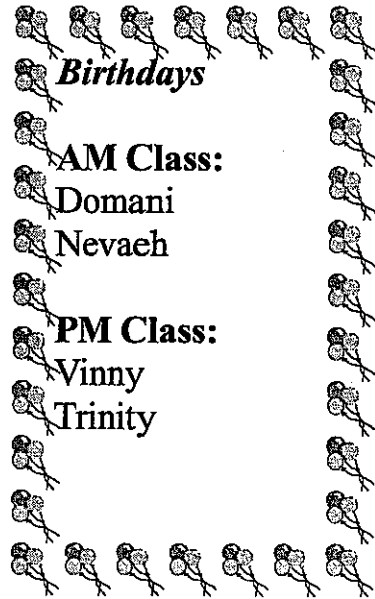 Birthdays
AM Class:
Domani
Nevaeh
PM Class:
Vinny
Trinity